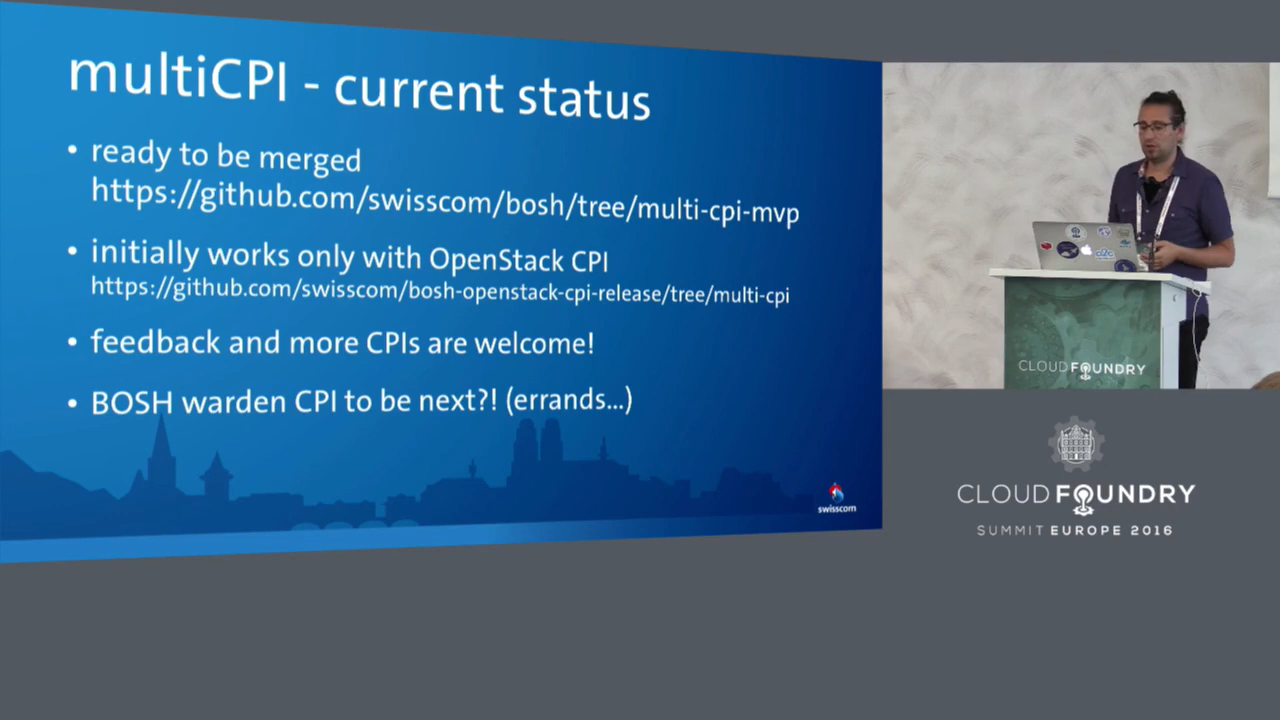 multiCPI - current status
• ready to be merged
https://github.com/swisscom/bosh/tree/multi-cpi-mvp
• initially works only with OpenStack CPI
https://github.com/swisscom/bosh-openstack-cpi-release/tree/multi-cpi
• feedback and more CPIs are welcome!
• BOSH warden CPI to be next?! (errands...)
swisscom
CLOUD FOUNDRY
CLOUD FOUNDRY
SUMMIT EUROPE 2016